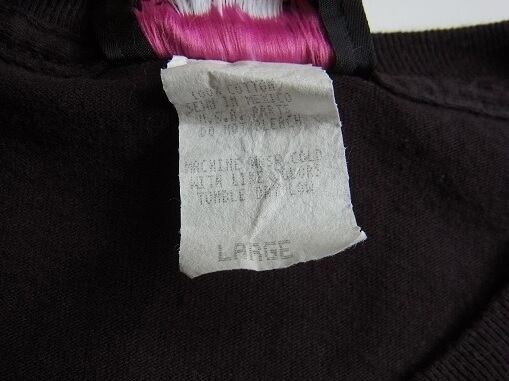 100% COTTON
SEWN IN MEXICO
DO NOT BLEACH
MACHINE WASH COLD
WITH LIKE COLORS
TUMBLE DRY LOW
LARGE